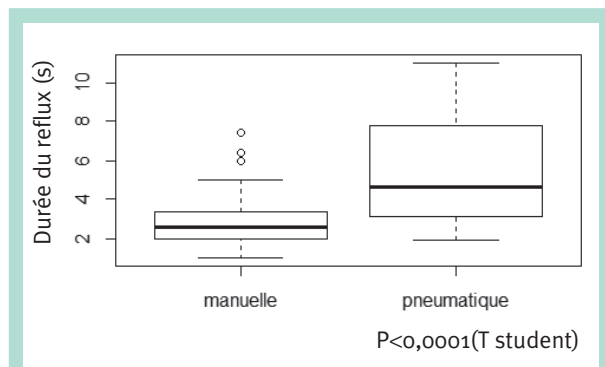 Durée du reflux (s)
10
8
6
4
2
manuelle pneumatique
P<0,0001(T student)